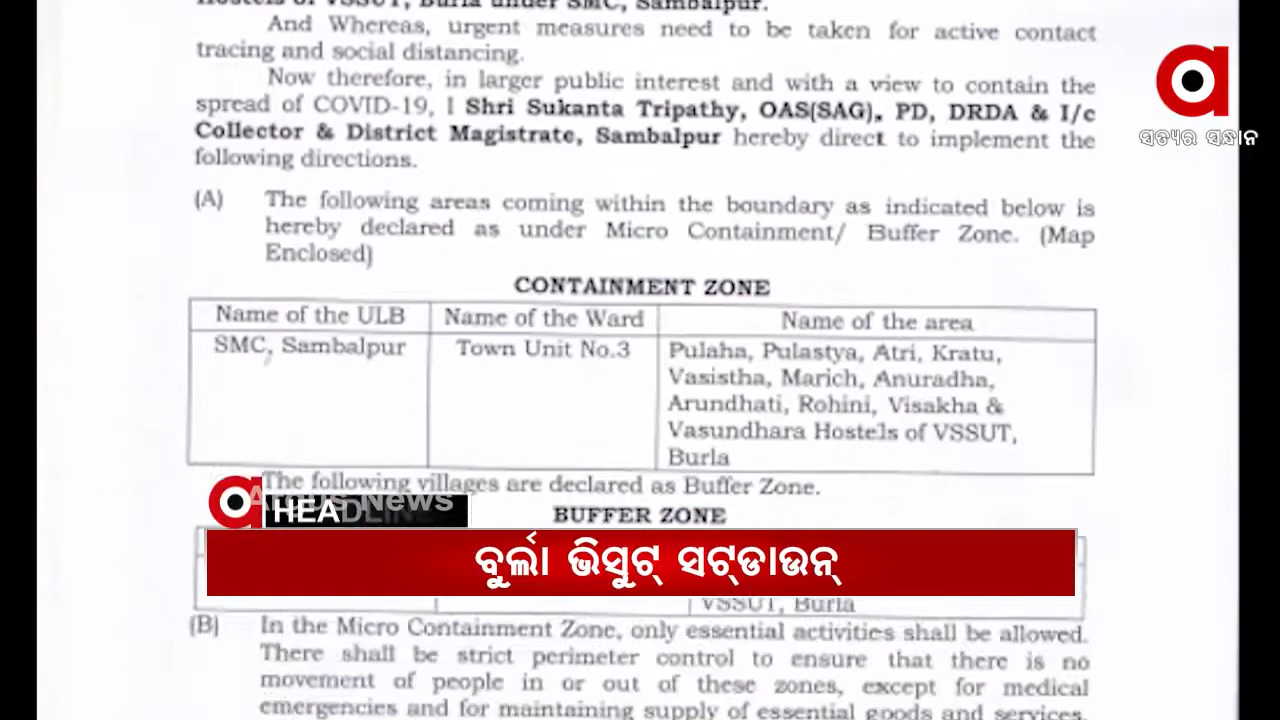 Hostels of VSSUT, Burla under SMC, Sambalpur.
And Whereas, urgent measures need to be taken for active contact
tracing and social distancing.
Now therefore, in larger public interest and with a view to contain the
spread of COVID-19, I Shri Sukanta Tripathy, OAS(SAG), PD, DRDA & I/c
Collector & District Magistrate, Sambalpur hereby direct to implement the
following directions.
ସତ୍ୟର ସନ୍ଧାନ
(A) The following areas coming within the boundary as indicated below is
hereby declared as under Micro Containment/ Buffer Zone. (Map
Enclosed)
CONTAINMENT ZONE
Name of the ULB Name of the Ward Name of the area
SMC, Sambalpur Town Unit No.3 Pulaha, Pulastya, Atri, Kratu,
Vasistha, Marich, Anuradha,
Arundhati, Rohini, Visakha &
Vasundhara Hostels of VSSUT,
Burla
The following villages are declared as Buffer Zone.
Argus News
HEADLINE
BUFFER ZONE
ବୁର୍ଲା ଭିସୁଟ୍ ସଟ୍‌ଡାଉନ୍
VSSUT, Burla
(B) In the Micro Containment Zone, only essential activities shall be allowed.
There shall be strict perimeter control to ensure that there is no
movement of people in or out of these zones, except for medical
emergencies and for maintaining supply of essential goods and services.